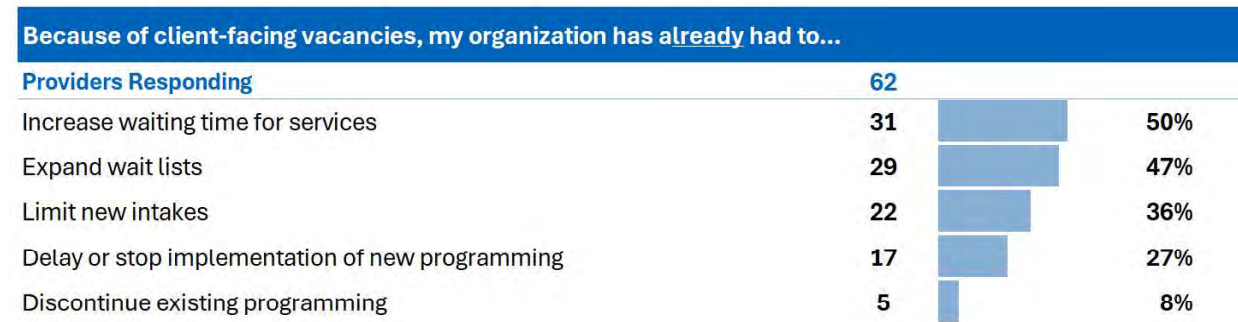 Because of client-facing vacancies, my organization has already had to...
Providers Responding 62
Increase waiting time for services 31 50%
Expand wait lists 29 47%
Limit new intakes 22 36%
Delay or stop implementation of new programming 17 27%
Discontinue existing programming 5 8%